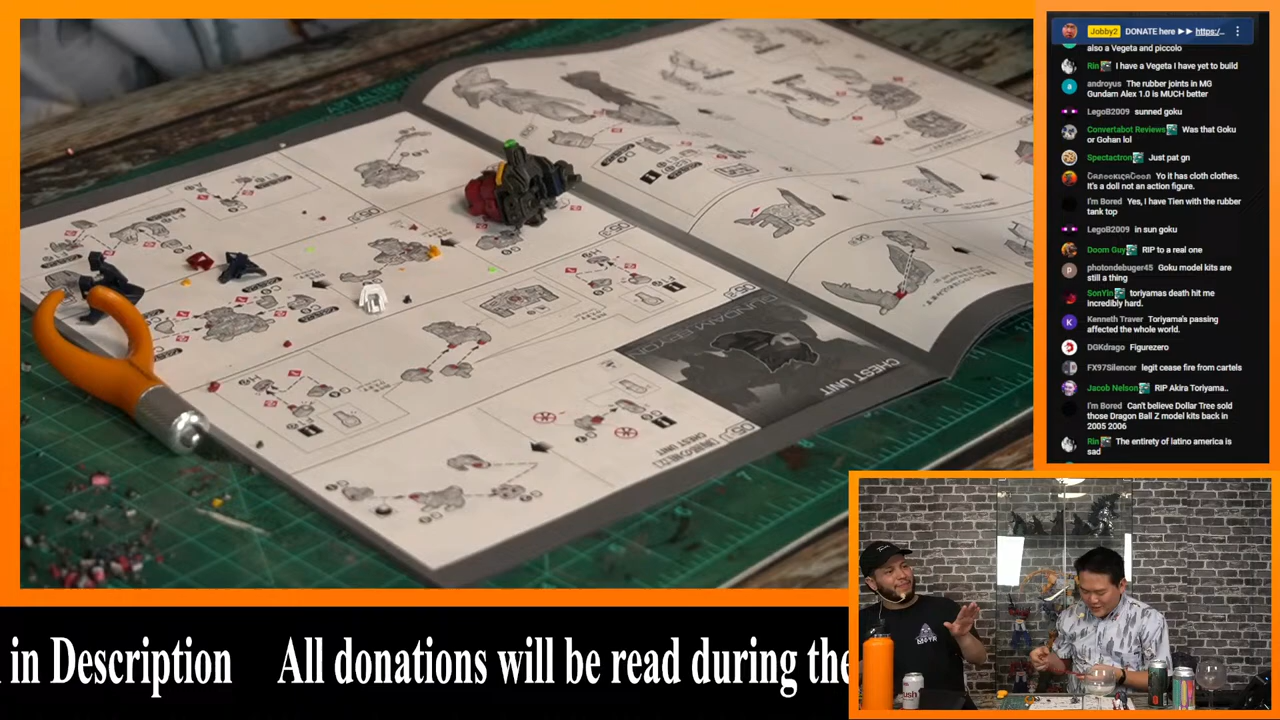 CHEST UNIT
Jobby2 DONATE here ►► https:/...
also a Vegeta and piccolo
Rin I have a Vegeta I have yet to build
androyus The rubber joints in MG
Gundam Alex 1.0 is MUCH better
LegoB2009 sunned goku
Convertabot Reviews Was that Goku
or Gohan lol
Spectactron Just pat gn
Yo it has cloth clothes.
It's a doll not an action figure.
I'm Bored Yes, I have Tien with the rubber
tank top
LegoB2009 in sun goku
Doom Guy RIP to a real one
photondebuger45 Goku model kits are
still a thing
SonYin toriyamas death hit me
incredibly hard.
Kenneth Traver Toriyama's passing
affected the whole world.
DGKdrago Figurezero
FX97Silencer legit cease fire from cartels
Jacob Nelson RIP Akira Toriyama..
I'm Bored Can't believe Dollar Tree sold
those Dragon Ball Z model kits back in
2005 2006
Rin The entirety of latino america is
sad
in Description All donations will be read during the